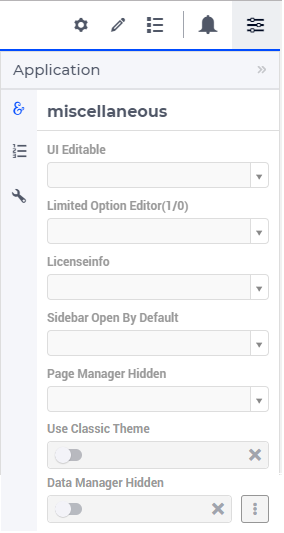 Application
miscellaneous
UI Editable
Limited Option Editor(1/0)
Licenseinfo
Sidebar Open By Default
Page Manager Hidden
Use Classic Theme
Data Manager Hidden